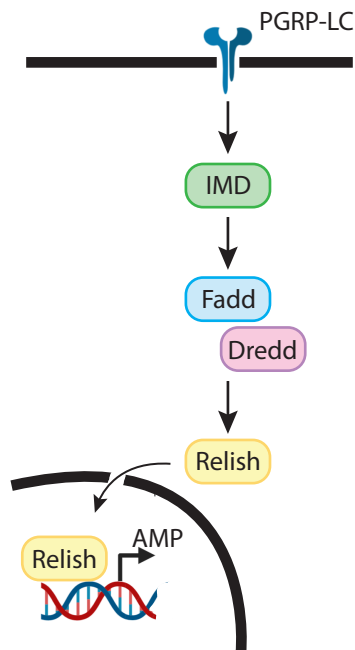 PGRP-LC
IMD
Fadd
Dredd
Relish
AMP
Relish